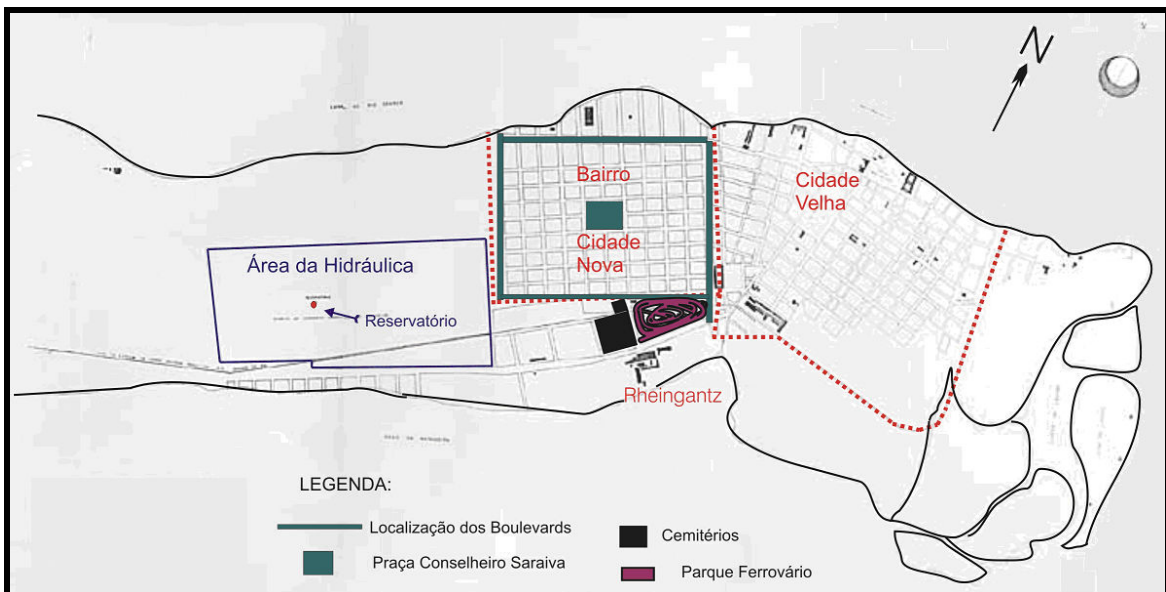 N
Bairro
Cidade
Nova
Cidade
Velha
Área da Hidráulica
Reservatório
Rheingantz
LEGENDA:
Localização dos Boulevards
Praça Conselheiro Saraiva
Cemitérios
Parque Ferrovário